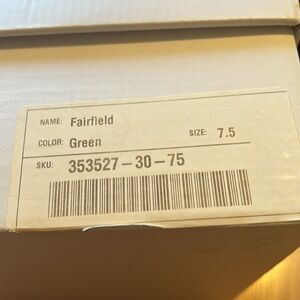 NAME: Fairfield
COLOR: Green SIZE: 7.5
SKU: 353527-30-75